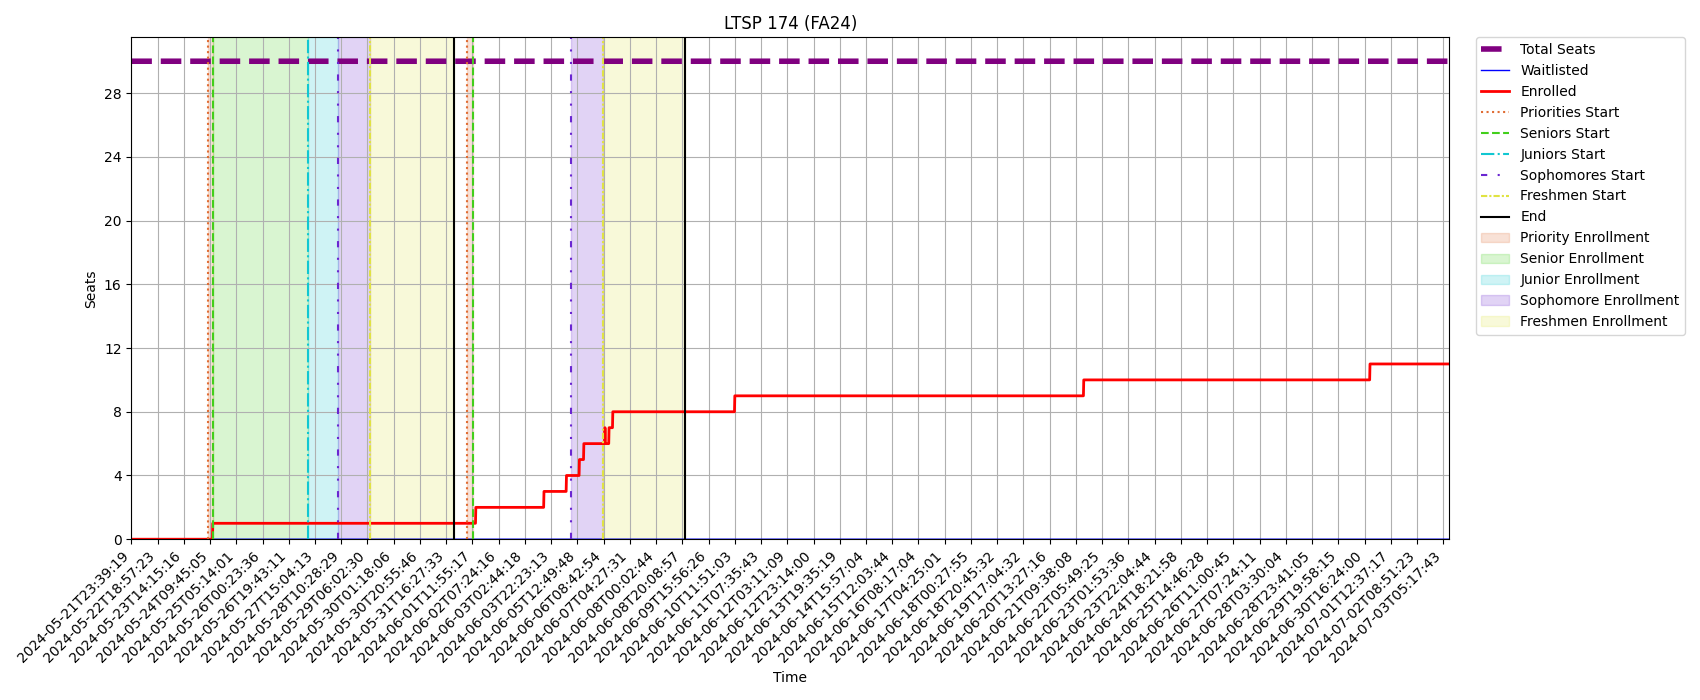 LTSP 174 (FA24)
Total Seats
Waitlisted
Enrolled
Priorities Start
Seniors Start
Juniors Start
Sophomores Start
Freshmen Start
End
Priority Enrollment
Senior Enrollment
Junior Enrollment
Sophomore Enrollment
Freshmen Enrollment
Seats
28
24
20
16
12
8
4
0
2024-05-21T23:39:19
2024-05-22T18:57:23
2024-05-23T14:15:16
2024-05-24T09:45:05
2024-05-25T05:14:01
2024-05-26T00:23:36
2024-05-26T19:43:11
2024-05-27T15:04:13
2024-05-28T10:28:29
2024-05-29T06:02:30
2024-05-30T01:18:06
2024-05-30T20:55:46
2024-05-31T16:27:33
2024-06-01T11:55:17
2024-06-02T07:24:16
2024-06-03T02:44:18
2024-06-03T22:23:13
2024-06-05T12:49:48
2024-06-06T08:42:54
2024-06-07T04:27:31
2024-06-08T00:02:44
2024-06-08T20:08:57
2024-06-09T15:56:26
2024-06-10T11:51:03
2024-06-11T07:35:43
2024-06-12T03:11:09
2024-06-12T23:14:00
2024-06-13T19:35:19
2024-06-14T15:57:04
2024-06-15T12:03:44
2024-06-16T08:17:04
2024-06-17T04:25:01
2024-06-18T00:27:55
2024-06-18T20:45:32
2024-06-19T17:04:32
2024-06-20T13:27:16
2024-06-21T09:38:08
2024-06-22T05:49:25
2024-06-23T01:53:36
2024-06-23T22:04:44
2024-06-24T18:21:58
2024-06-25T14:46:28
2024-06-26T11:00:45
2024-06-27T07:24:11
2024-06-28T03:30:04
2024-06-28T23:41:05
2024-06-29T19:58:15
2024-06-30T16:24:00
2024-07-01T12:37:17
2024-07-02T08:51:23
2024-07-03T05:17:43
Time